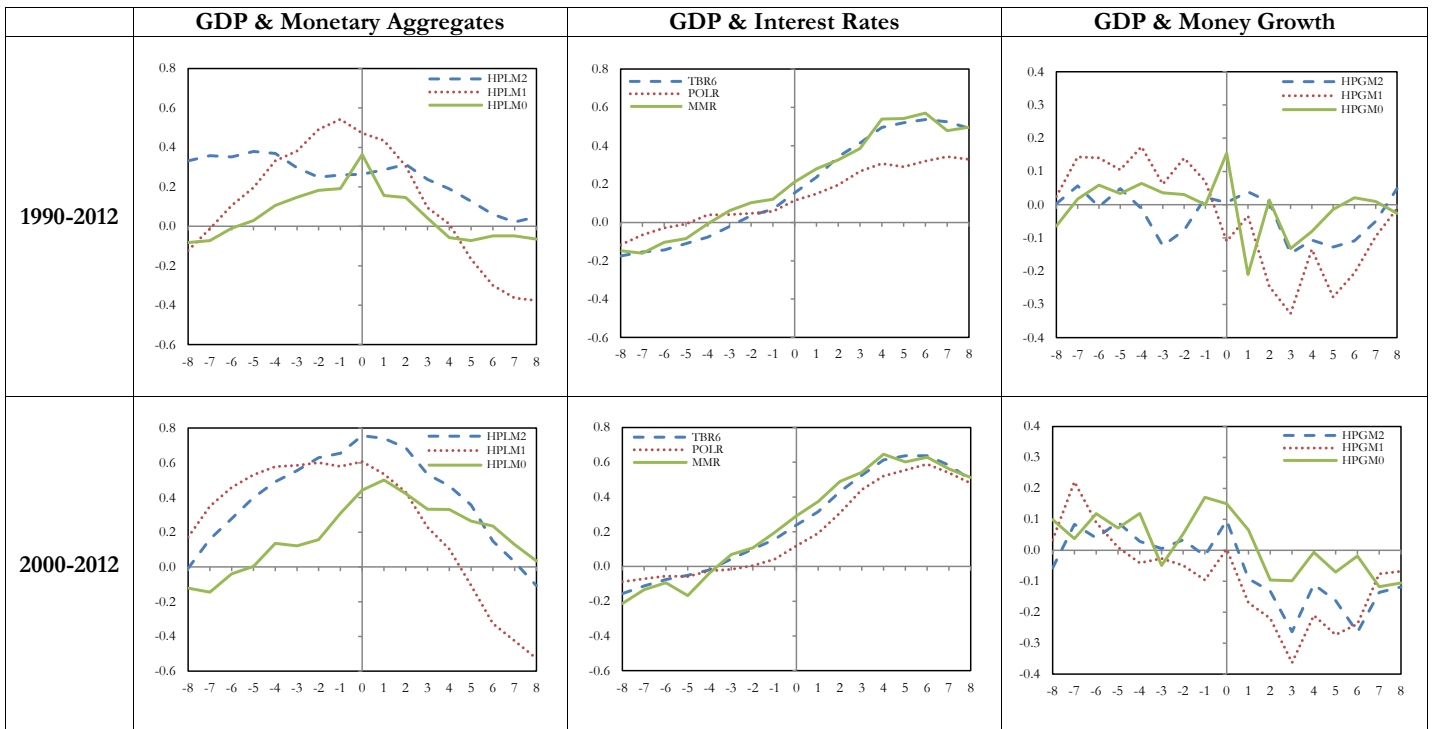 GDP & Monetary Aggregates
GDP & Interest Rates
GDP & Money Growth
1990-2012
HPLM2
HPLM1
HPLM0
0.8
0.6
0.4
0.2
0.0
-0.2
-0.4
-0.6
-8 -7 -6 -5 -4 -3 -2 -1 0 1 2 3 4 5 6 7 8
TBR6
POLR
MMR
0.8
0.6
0.4
0.2
0.0
-0.2
-0.4
-0.6
-8 -7 -6 -5 -4 -3 -2 -1 0 1 2 3 4 5 6 7 8
HPGM2
HPGM1
HPGM0
0.4
0.3
0.2
0.1
0.0
-0.1
-0.2
-0.3
-0.4
-8 -7 -6 -5 -4 -3 -2 -1 0 1 2 3 4 5 6 7 8
2000-2012
HPLM2
HPLM1
HPLM0
0.8
0.6
0.4
0.2
0.0
-0.2
-0.4
-0.6
-8 -7 -6 -5 -4 -3 -2 -1 0 1 2 3 4 5 6 7 8
TBR6
POLR
MMR
0.8
0.6
0.4
0.2
0.0
-0.2
-0.4
-0.6
-8 -7 -6 -5 -4 -3 -2 -1 0 1 2 3 4 5 6 7 8
HPGM2
HPGM1
HPGM0
0.4
0.3
0.2
0.1
0.0
-0.1
-0.2
-0.3
-0.4
-8 -7 -6 -5 -4 -3 -2 -1 0 1 2 3 4 5 6 7 8